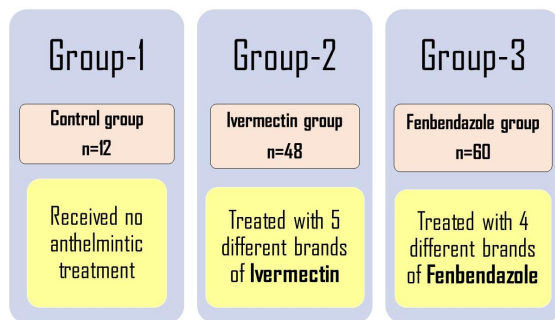 Group-1
Control group
n=12
Received no
anthelmintic
treatment
Group-2
Ivermectin group
n=48
Treated with 5
different brands
of Ivermectin
Group-3
Fenbendazole group
n=60
Treated with 4
different brands
of Fenbendazole